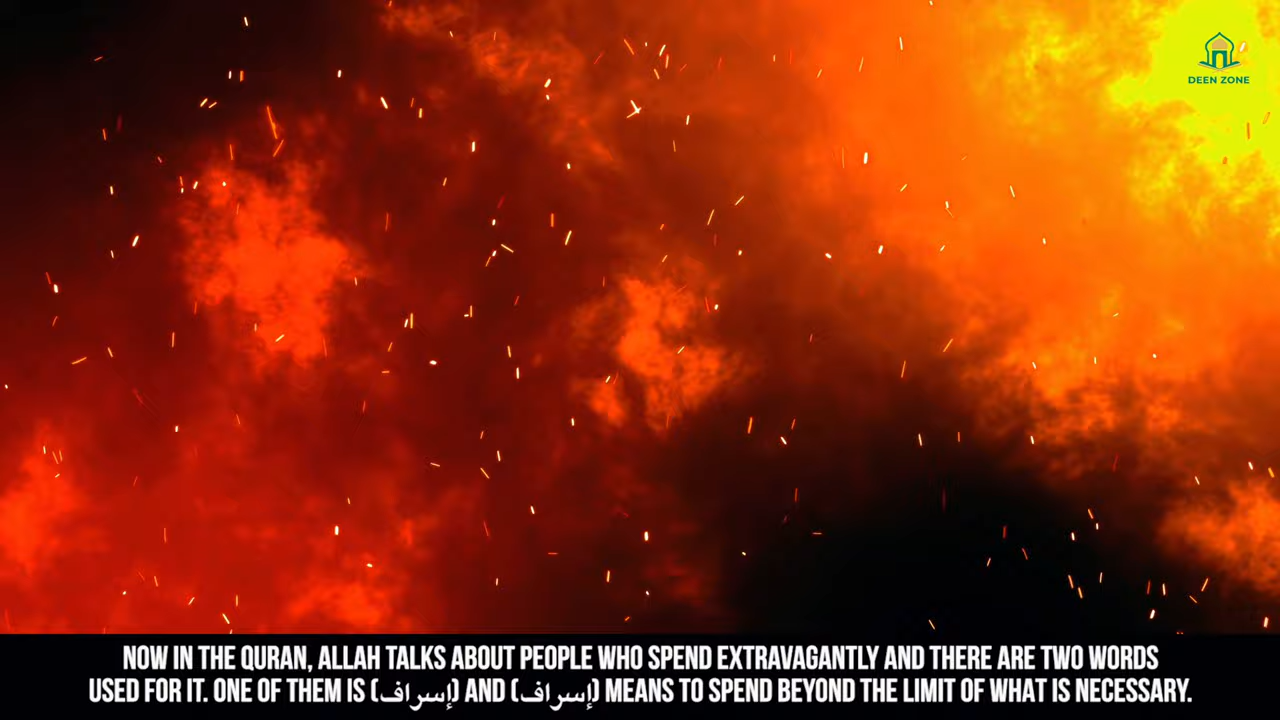 DEEN ZONE
NOW IN THE QURAN, ALLAH TALKS ABOUT PEOPLE WHO SPEND EXTRAVAGANTLY AND THERE ARE TWO WORDS
USED FOR IT. ONE OF THEM IS (إسراف) AND (إسراف) MEANS TO SPEND BEYOND THE LIMIT OF WHAT IS NECESSARY.